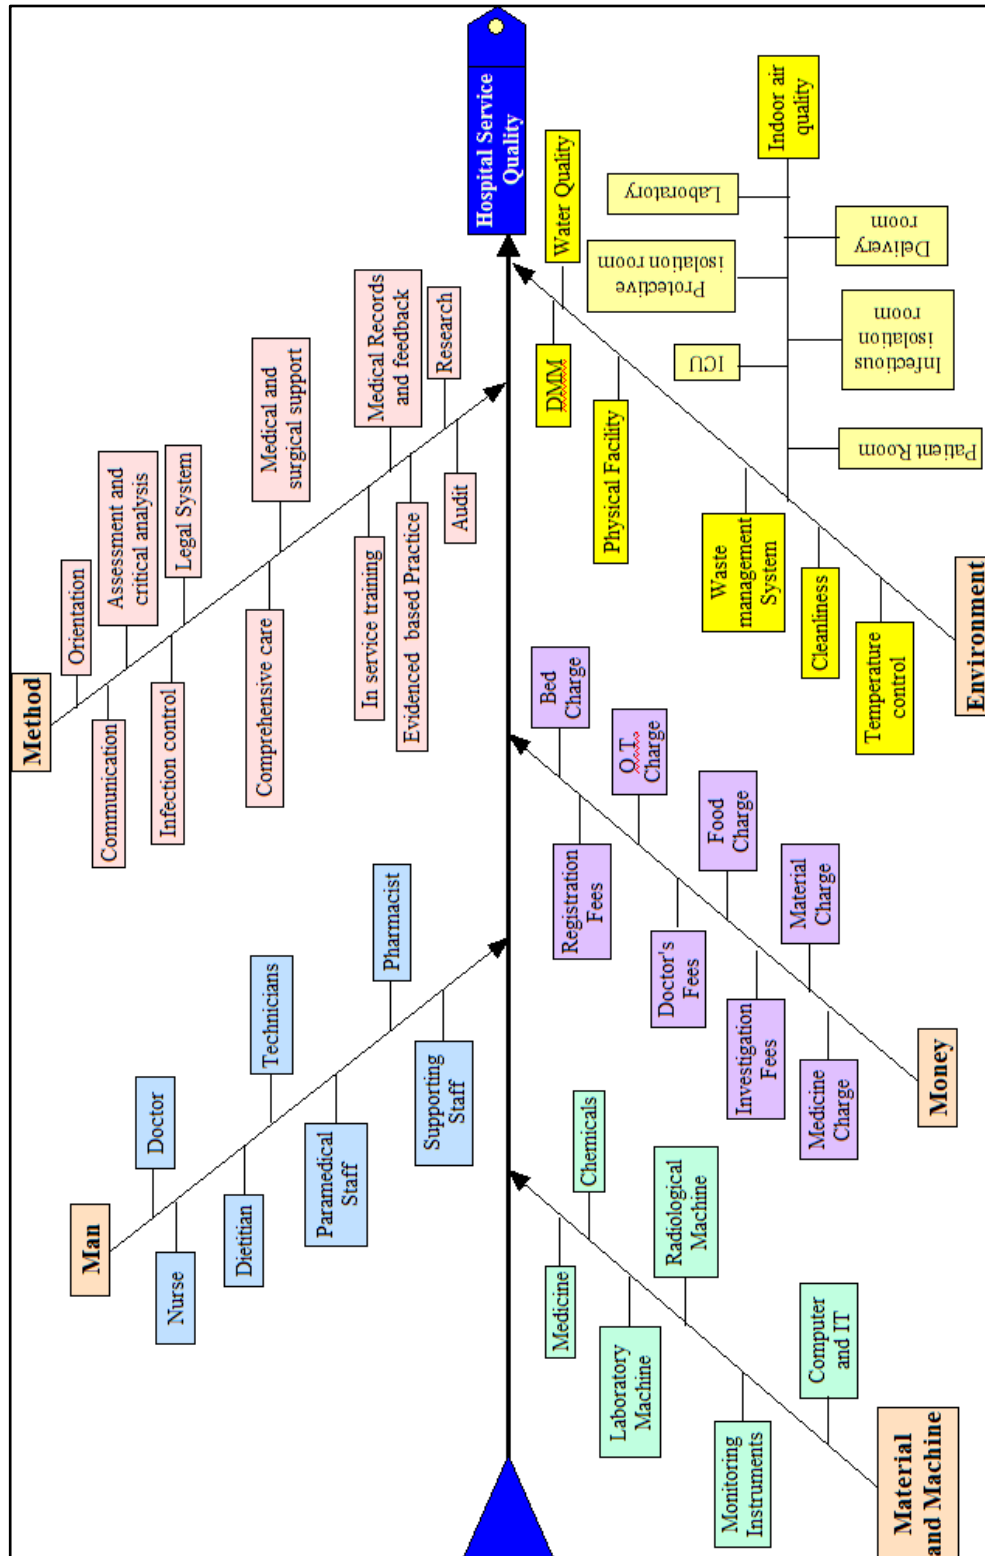 Man
Doctor
Nurse
Dietitian
Technicians
Paramedical
Staff
Pharmacist
Supporting
Staff
Method
Orientation
Communication
Assessment and
critical analysis
Infection control
Legal System
Comprehensive care
Medical and
surgical support
In service training
Medical Records
and feedback
Evidenced based Practice
Research
Audit
Hospital Service
Quality
Material
and Machine
Medicine
Chemicals
Laboratory
Machine
Radiological
Machine
Monitoring
Instruments
Computer
and IT
Money
Bed
Charge
Registration
Fees
O.T
Charge
Doctor's
Fees
Food
Charge
Investigation
Fees
Material
Charge
Medicine
Charge
Environment
Water Quality
DMM
Physical Facility
Waste
management
System
Cleanliness
Temperature
control
Indoor air
quality
Laboratory
Protective
isolation room
ICU
Delivery
room
Infectious
isolation
room
Patient Room